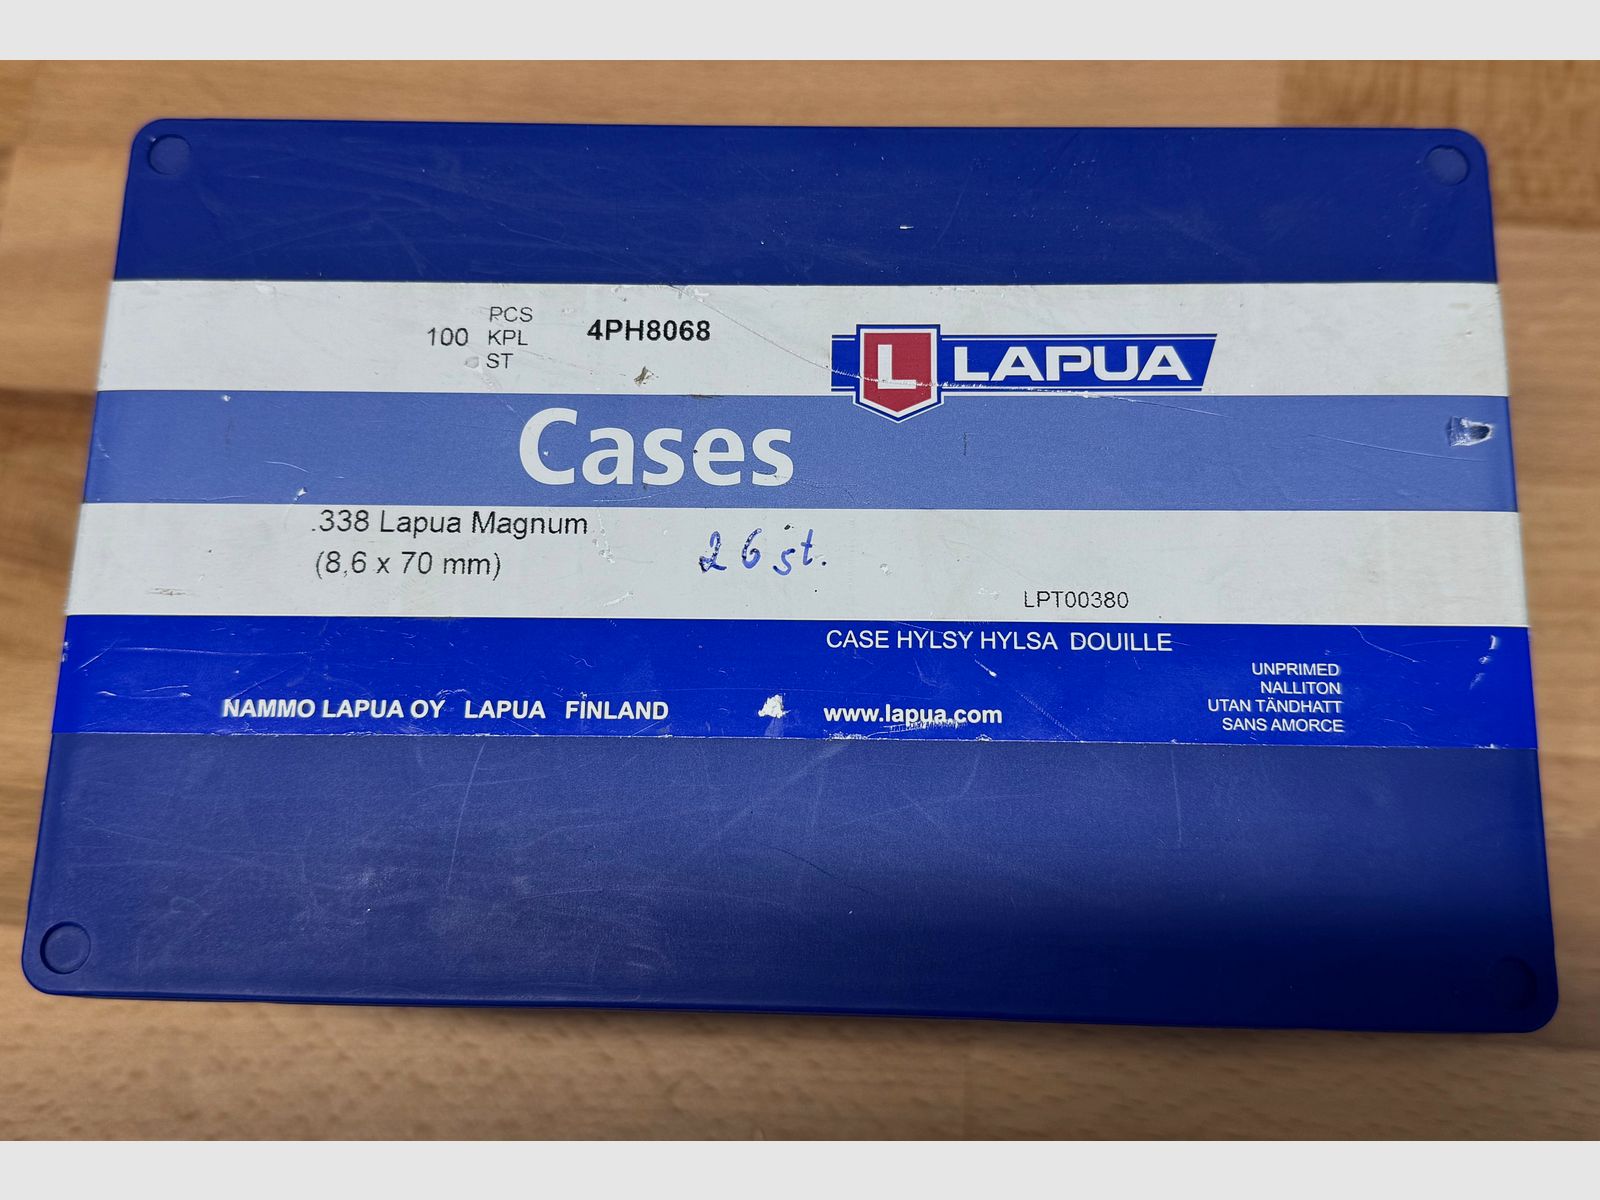 PCS
100 KPL
ST
4PH8068
L LAPUA
Cases
.338 Lapua Magnum
(8,6 x 70 mm)
26 st.
LPT00380
CASE HYLSY HYLSA DOUILLE
UNPRIMED
NALLITON
UTAN TÄNDHATT
SANS AMORCE
NAMMO LAPUA OY LAPUA FINLAND
www.lapua.com